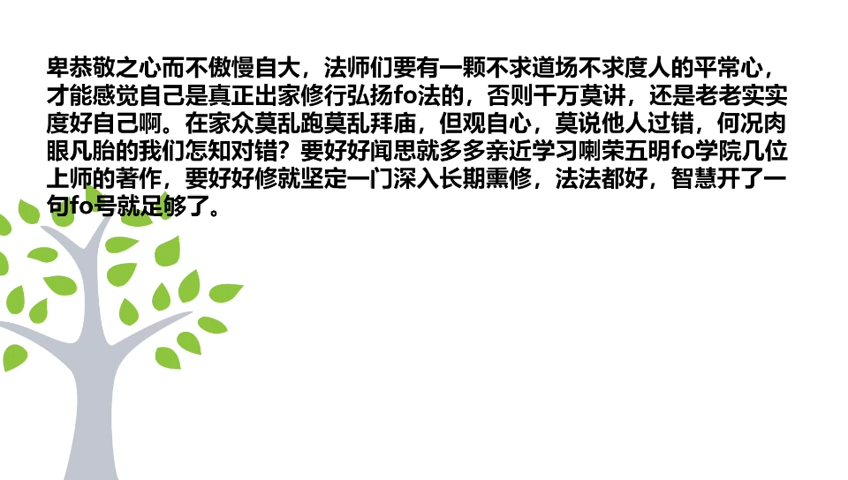 卑恭敬之心而不傲慢自大，法师们要有一颗不求道场不求度人的平常心，
才能感觉自己是真正出家修行弘扬fo法的，否则千万莫讲，还是老老实实
度好自己啊。在家众莫乱跑莫乱拜庙，但观自心，莫说他人过错，何况肉
眼凡胎的我们怎知对错？要好好闻思就多多亲近学习喇荣五明fo学院几位
上师的著作，要好好修就坚定一门深入长期熏修，法法都好，智慧开了一
句fo号就足够了。